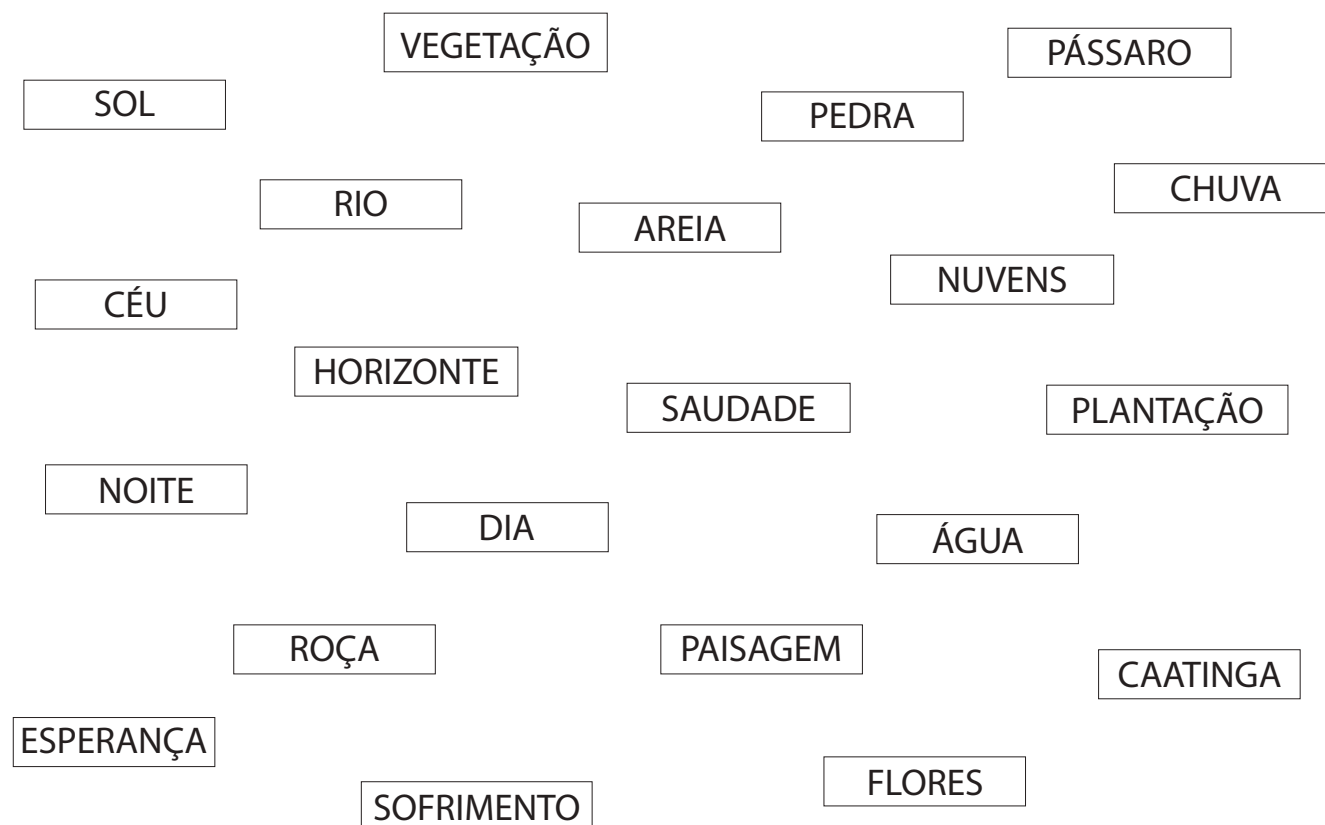 VEGETAÇÃO
PÁSSARO
SOL
PEDRA
RIO
CHUVA
AREIA
NUVENS
CÉU
HORIZONTE
SAUDADE
PLANTAÇÃO
NOITE
DIA
ÁGUA
ROÇA
PAISAGEM
CAATINGA
ESPERANÇA
FLORES
SOFRIMENTO